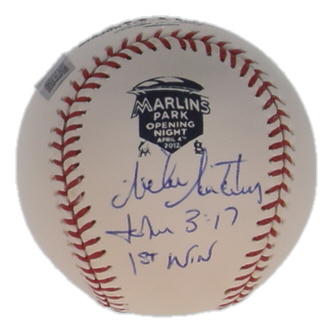 MARLINS
PARK
OPENING
NIGHT
APRIL 4TH
2012
John 3:17
1st WIN